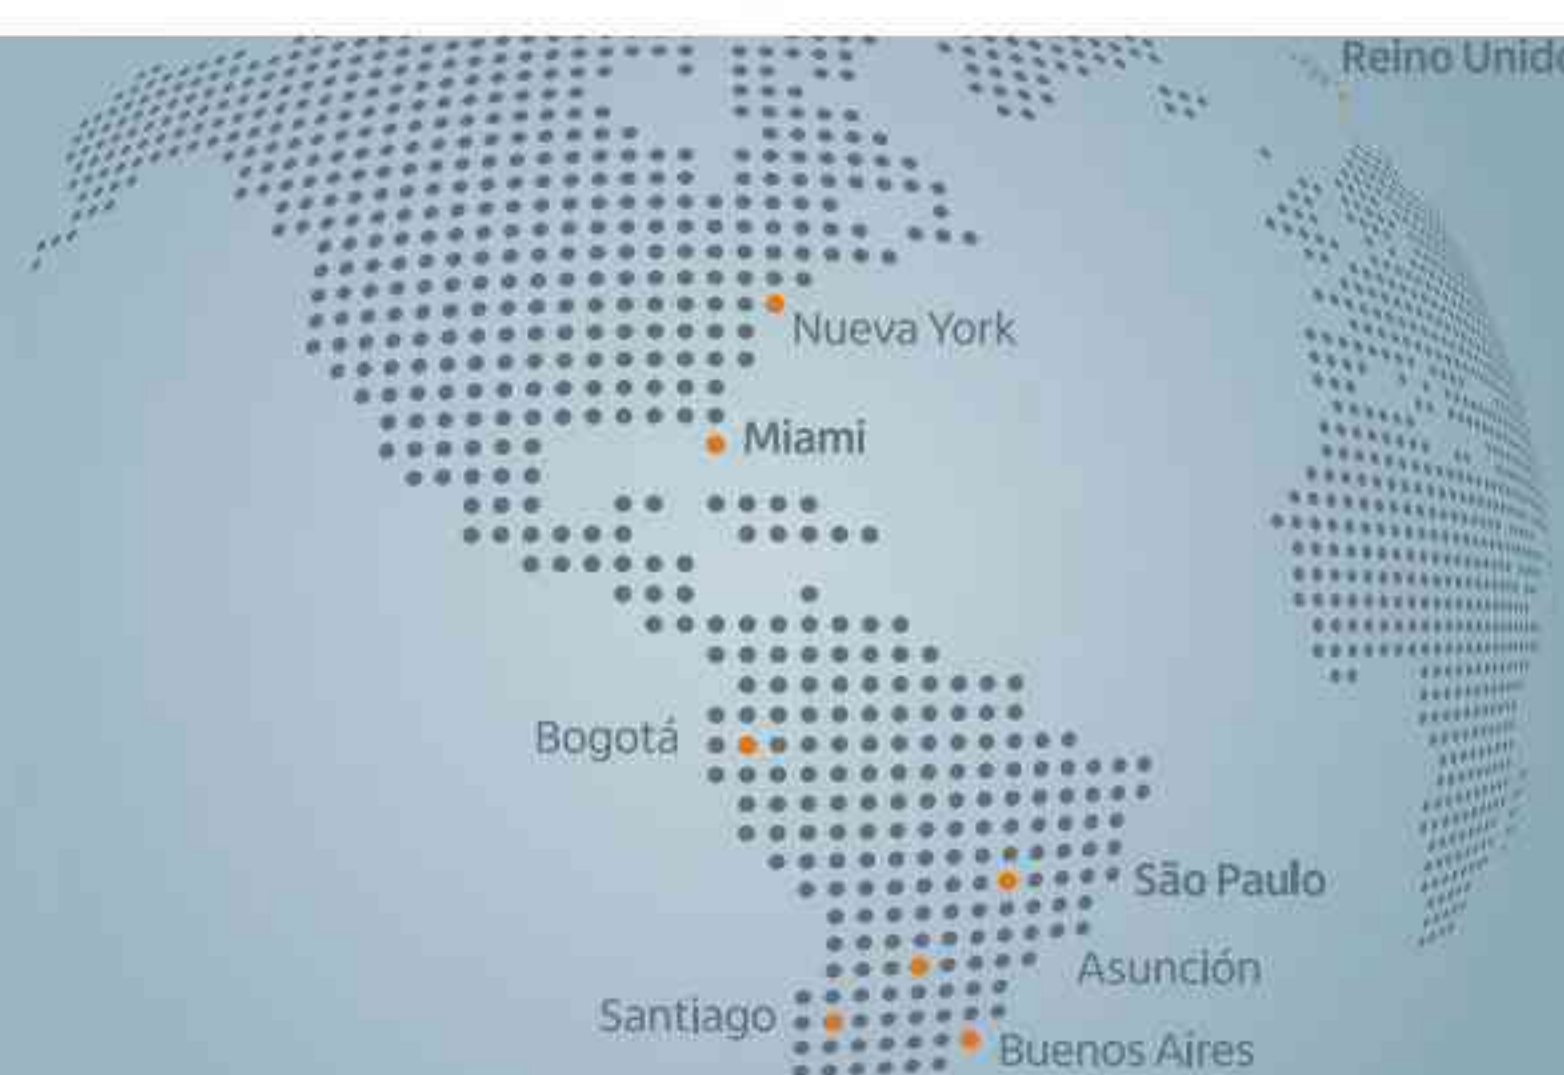 Reino Unido
Nueva York
Miami
Bogotá
São Paulo
Asunción
Santiago
Buenos Aires